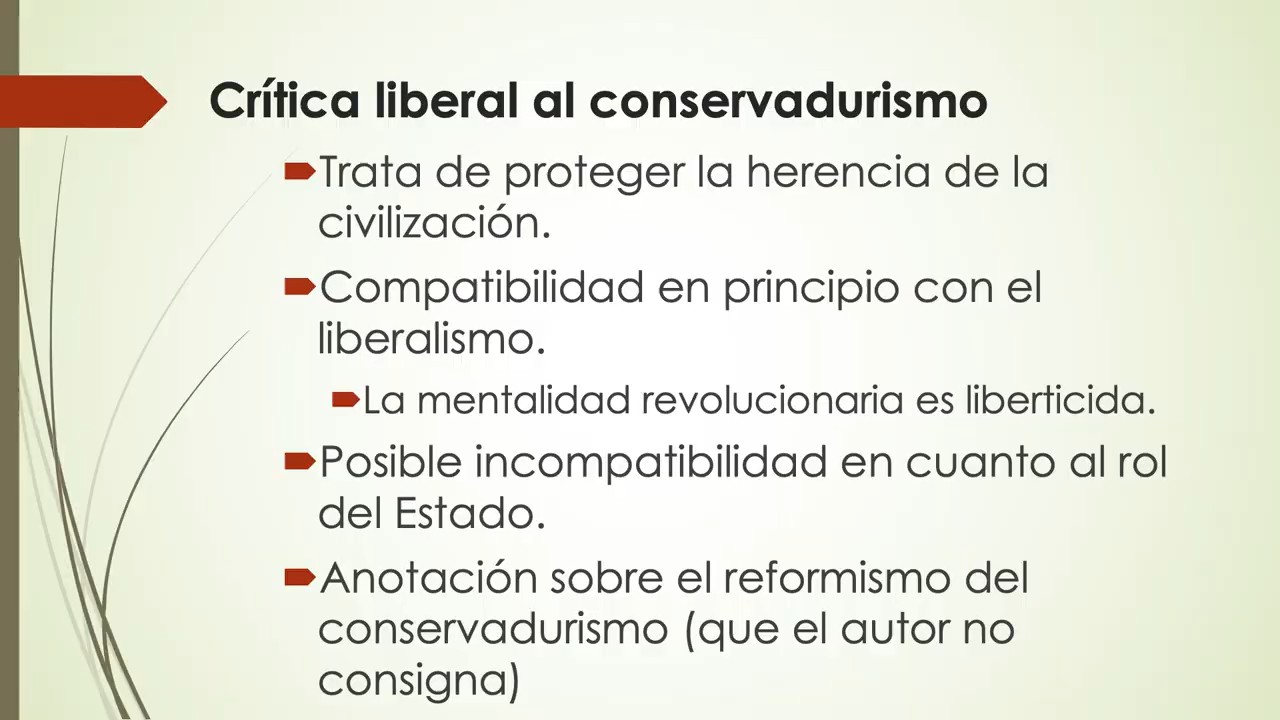 Crítica liberal al conservadurismo
Trata de proteger la herencia de la
civilización.
Compatibilidad en principio con el
liberalismo.
La mentalidad revolucionaria es liberticida.
Posible incompatibilidad en cuanto al rol
del Estado.
Anotación sobre el reformismo del
conservadurismo (que el autor no
consigna)